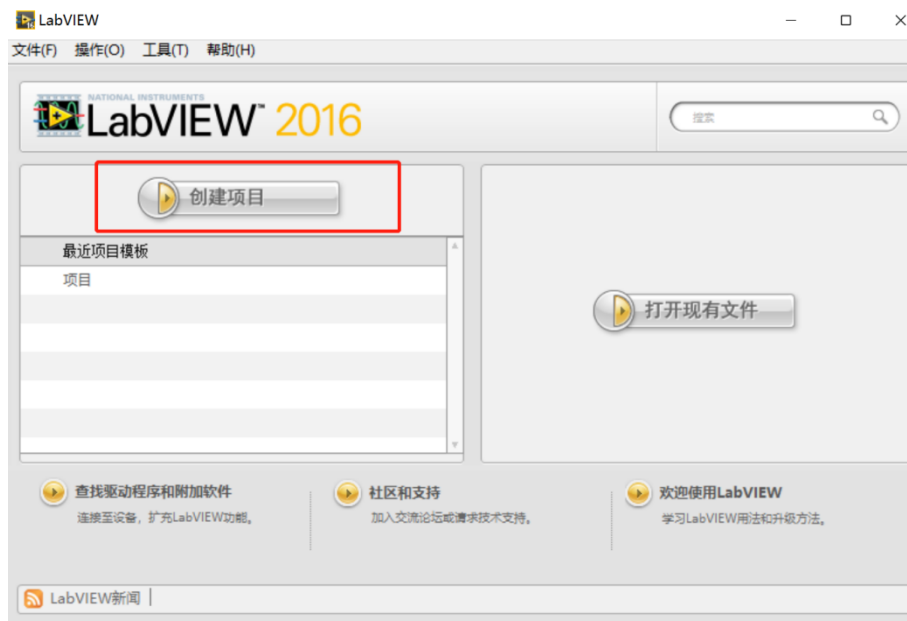 LabVIEW
文件(F) 操作(O) 工具(T) 帮助(H)
NATIONAL INSTRUMENTS
LabVIEW™ 2016
搜索
创建项目
最近项目模板
项目
打开现有文件
查找驱动程序和附加软件
连接至设备，扩充LabVIEW功能。
社区和支持
加入交流论坛或请求技术支持。
欢迎使用LabVIEW
学习LabVIEW用法和升级方法。
LabVIEW新闻